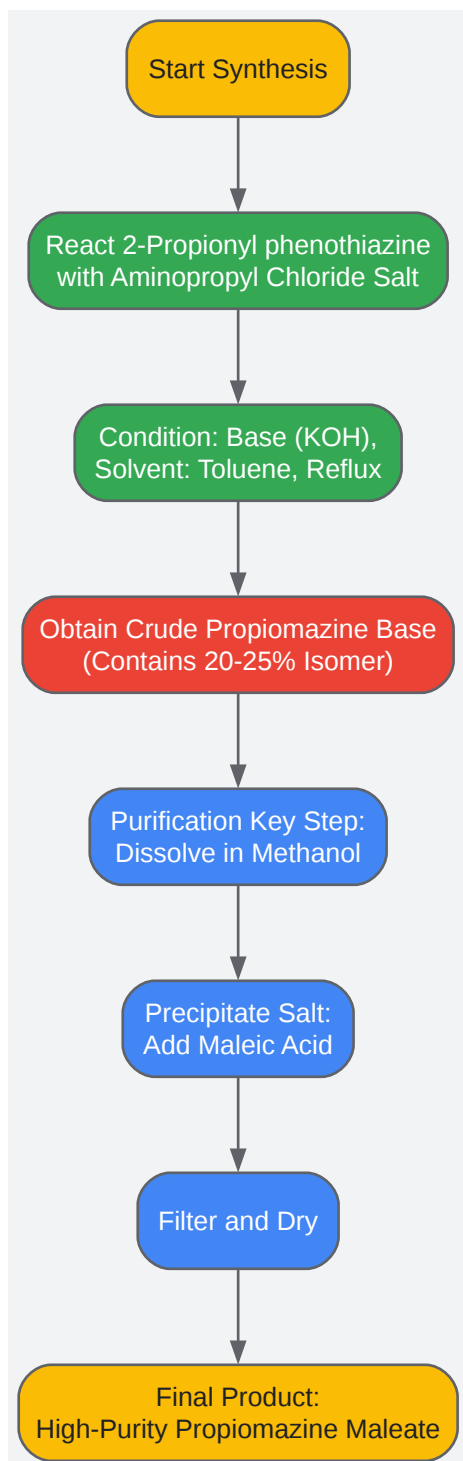 Start Synthesis
React 2-Propionyl phenothiazine
with Aminopropyl Chloride Salt
Condition: Base (KOH),
Solvent: Toluene, Reflux
Obtain Crude Propiomazine Base
(Contains 20-25% Isomer)
Purification Key Step:
Dissolve in Methanol
Precipitate Salt:
Add Maleic Acid
Filter and Dry
Final Product:
High-Purity Propiomazine Maleate